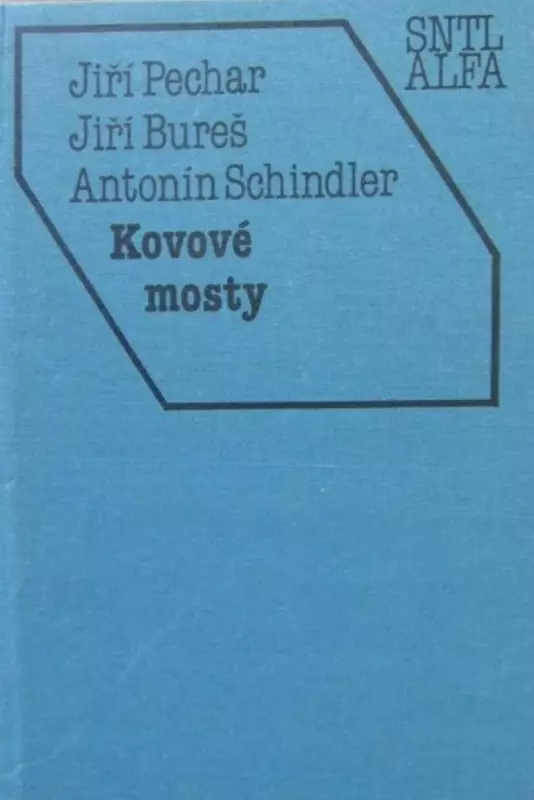 SNTL
ALFA
Jiří Pechar
Jiří Bureš
Antonín Schindler
Kovové
mosty